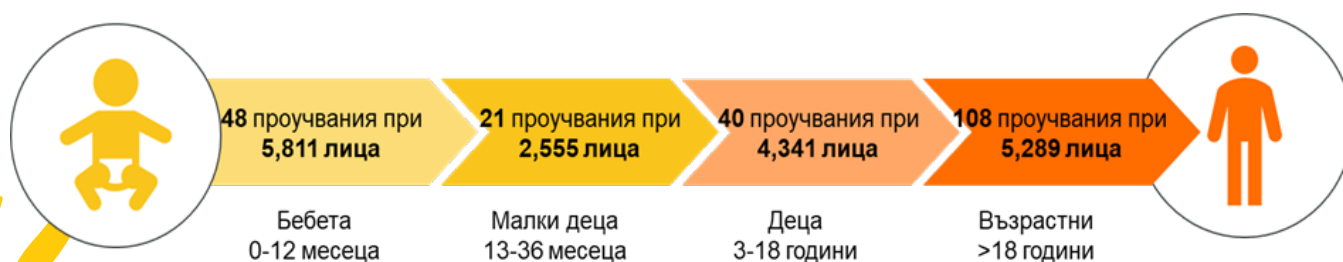 48 проучвания при
5,811 лица
21 проучвания при
2,555 лица
40 проучвания при
4,341 лица
108 проучвания при
5,289 лица
Бебета
0-12 месеца
Малки деца
13-36 месеца
Деца
3-18 години
Възрастни
>18 години